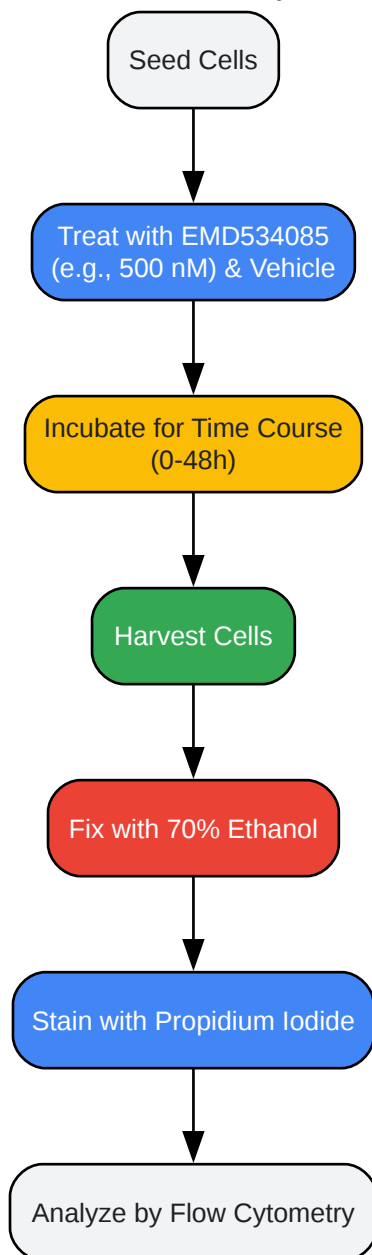 Seed Cells
Treat with EMD534085
(e.g., 500 nM) & Vehicle
Incubate for Time Course
(0-48h)
Harvest Cells
Fix with 70% Ethanol
Stain with Propidium Iodide
Analyze by Flow Cytometry